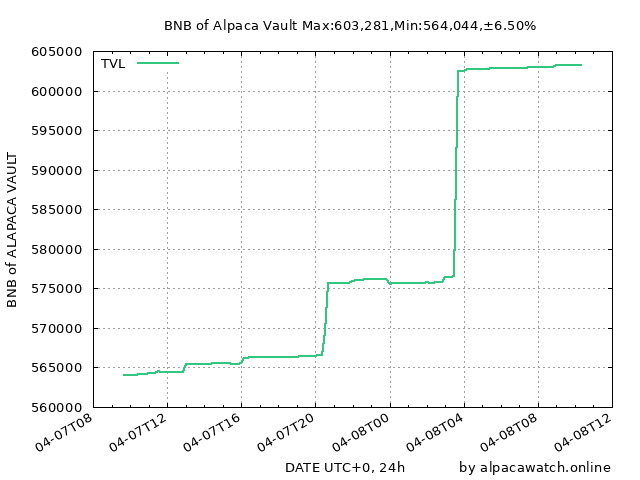 BNB of Alpaca Vault Max:603,281,Min:564,044,±6.50%
TVL
605000
600000
595000
590000
585000
580000
575000
570000
565000
560000
BNB of ALAPACA VAULT
04-07T08
04-07T12
04-07T16
04-07T20
04-08T00
04-08T04
04-08T08
04-08T12
DATE UTC+0, 24h
by alpacawatch.online